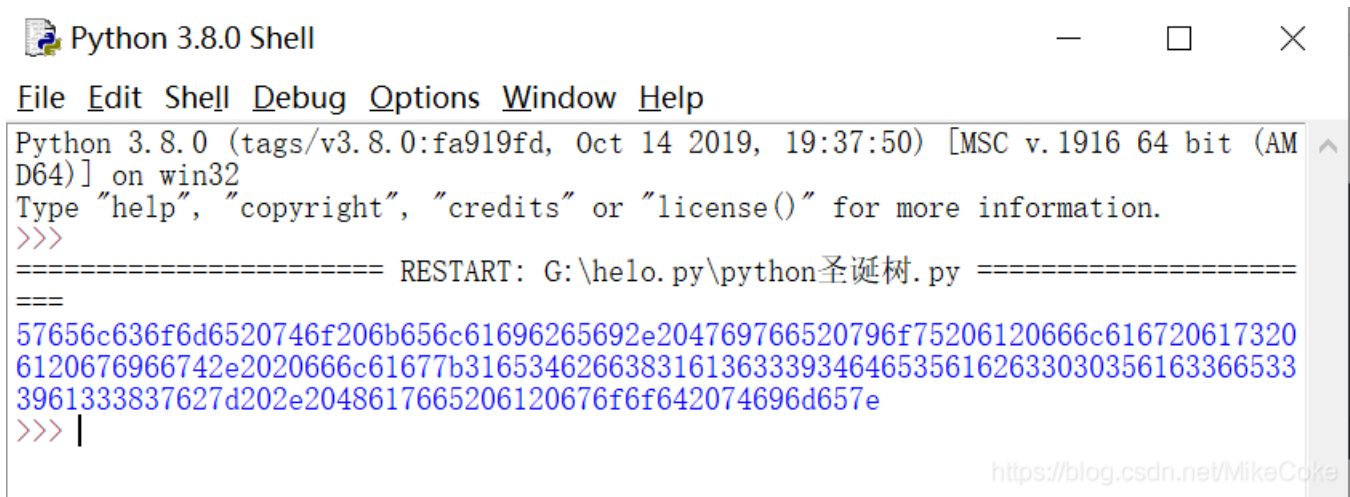 Python 3.8.0 Shell
File Edit Shell Debug Options Window Help
Python 3.8.0 (tags/v3.8.0:fa919fd, Oct 14 2019, 19:37:50) [MSC v.1916 64 bit (AM
D64)] on win32
Type "help", "copyright", "credits" or "license()" for more information.
>>>
======================= RESTART: G:\helo.py\python圣诞树.py ====================
===
57656c636f6d6520746f206b656c61696265692e204769766520796f75206120666c616720617320
6120676966742e2020666c61677b31653462663831613633393464653561626330303561633665333
3961333837627d202e2048617665206120676f6f642074696d657e
>>>
https://blog.csdn.net/MikeCoke